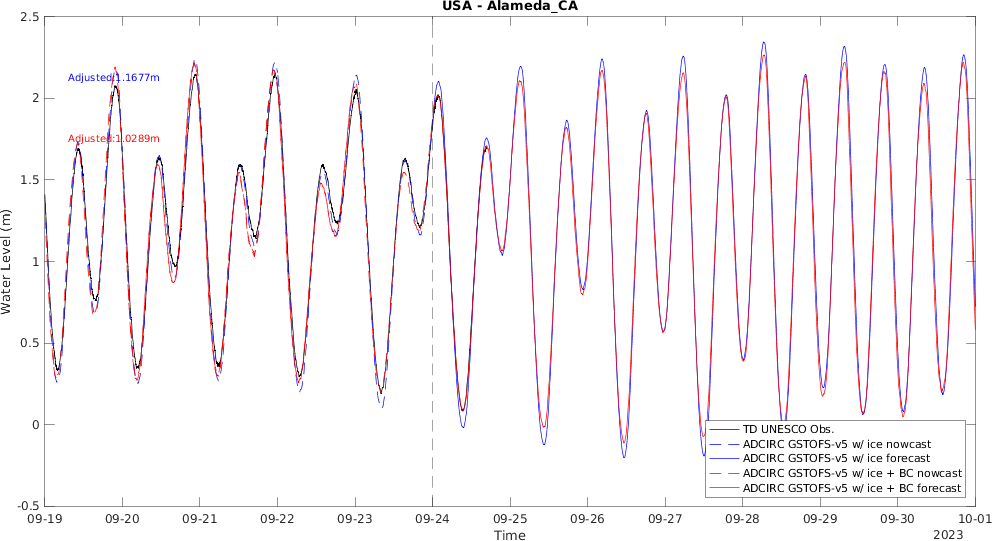 USA - Alameda_CA
2.5
2
1.5
1
0.5
0
-0.5
Water Level (m)
Adjusted:1.1677m
Adjusted:1.0289m
TD UNESCO Obs.
ADCIRC GSTOFS-v5 w/ ice nowcast
ADCIRC GSTOFS-v5 w/ ice forecast
ADCIRC GSTOFS-v5 w/ ice + BC nowcast
ADCIRC GSTOFS-v5 w/ ice + BC forecast
09-19 09-20 09-21 09-22 09-23 09-24 09-25 09-26 09-27 09-28 09-29 09-30 10-01
Time
2023